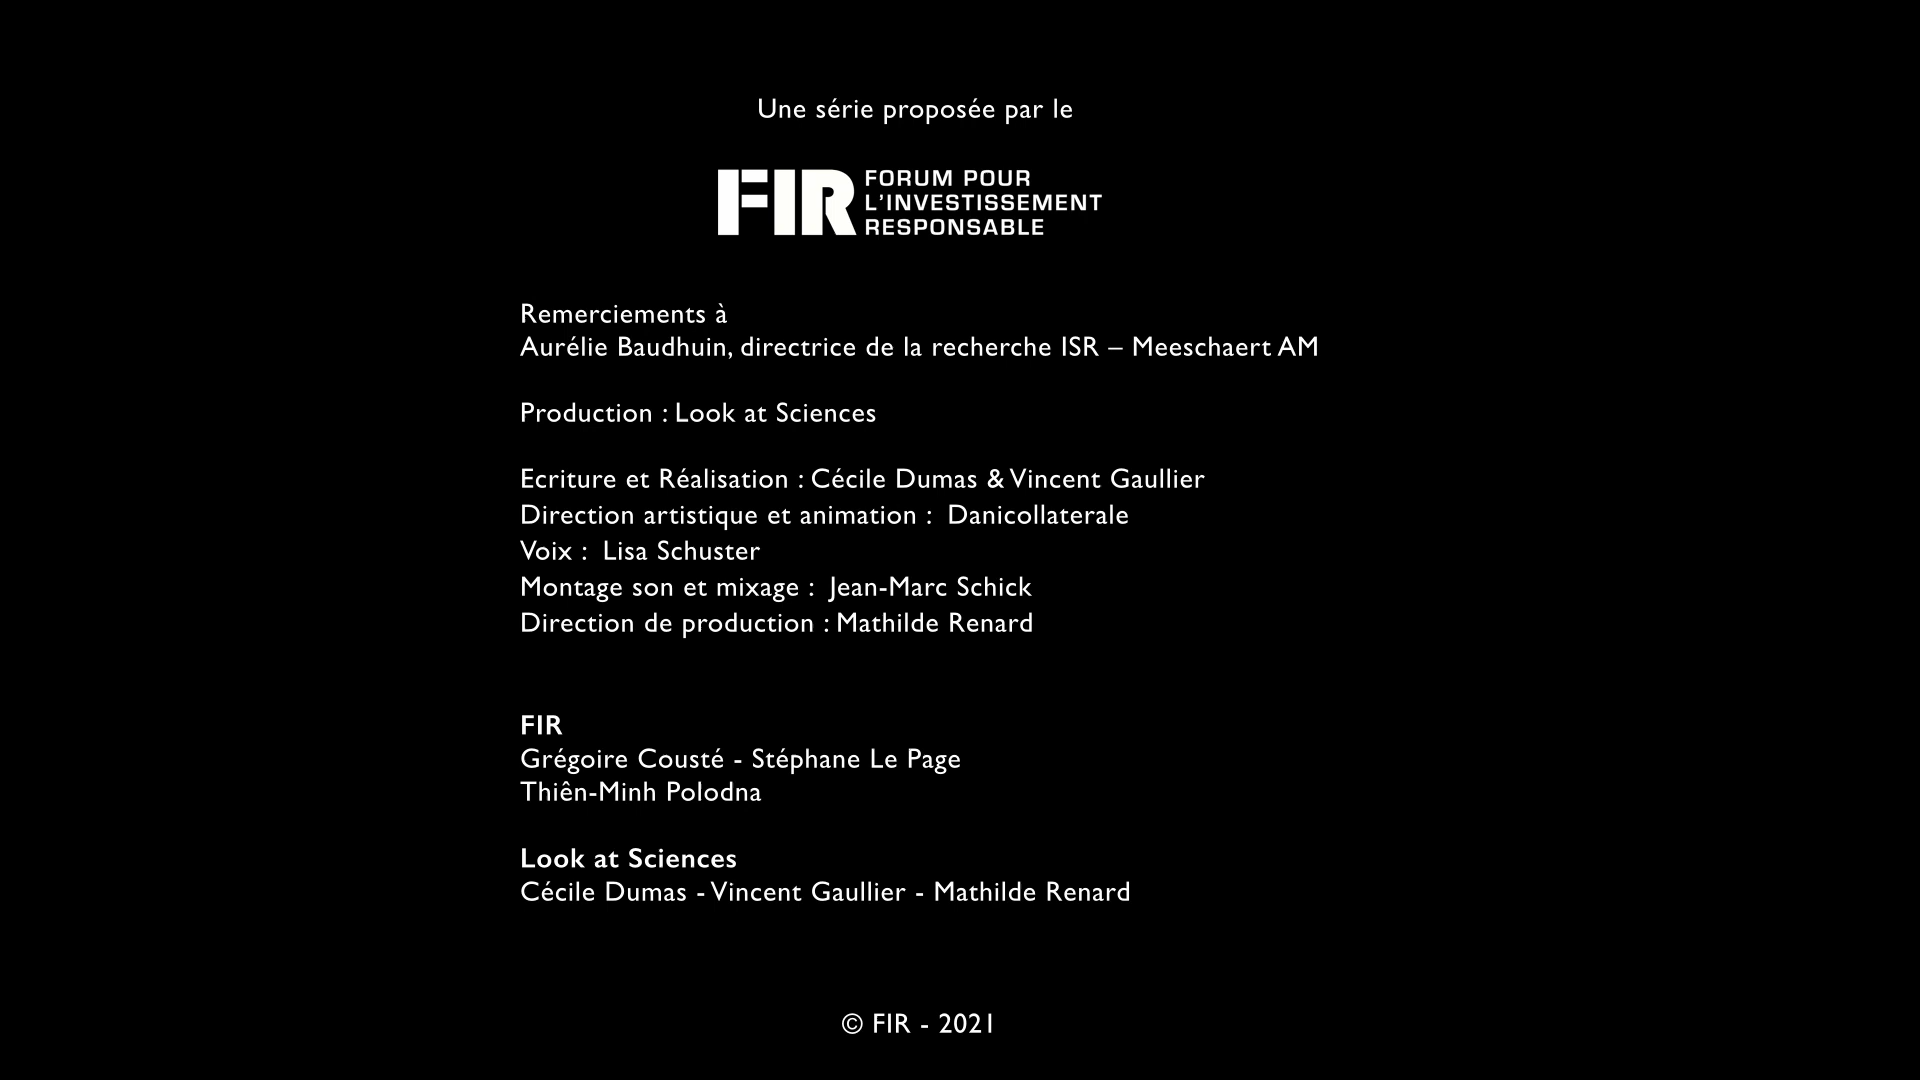 Une série proposée par le
FIR
FORUM POUR
L'INVESTISSEMENT
RESPONSABLE
Remerciements à
Aurélie Baudhuin, directrice de la recherche ISR – Meeschaert AM
Production : Look at Sciences
Ecriture et Réalisation : Cécile Dumas & Vincent Gaullier
Direction artistique et animation :  Danicollaterale
Voix :  Lisa Schuster
Montage son et mixage :  Jean-Marc Schick
Direction de production : Mathilde Renard
FIR
Grégoire Cousté - Stéphane Le Page
Thiên-Minh Polodna
Look at Sciences
Cécile Dumas - Vincent Gaullier - Mathilde Renard
© FIR - 2021